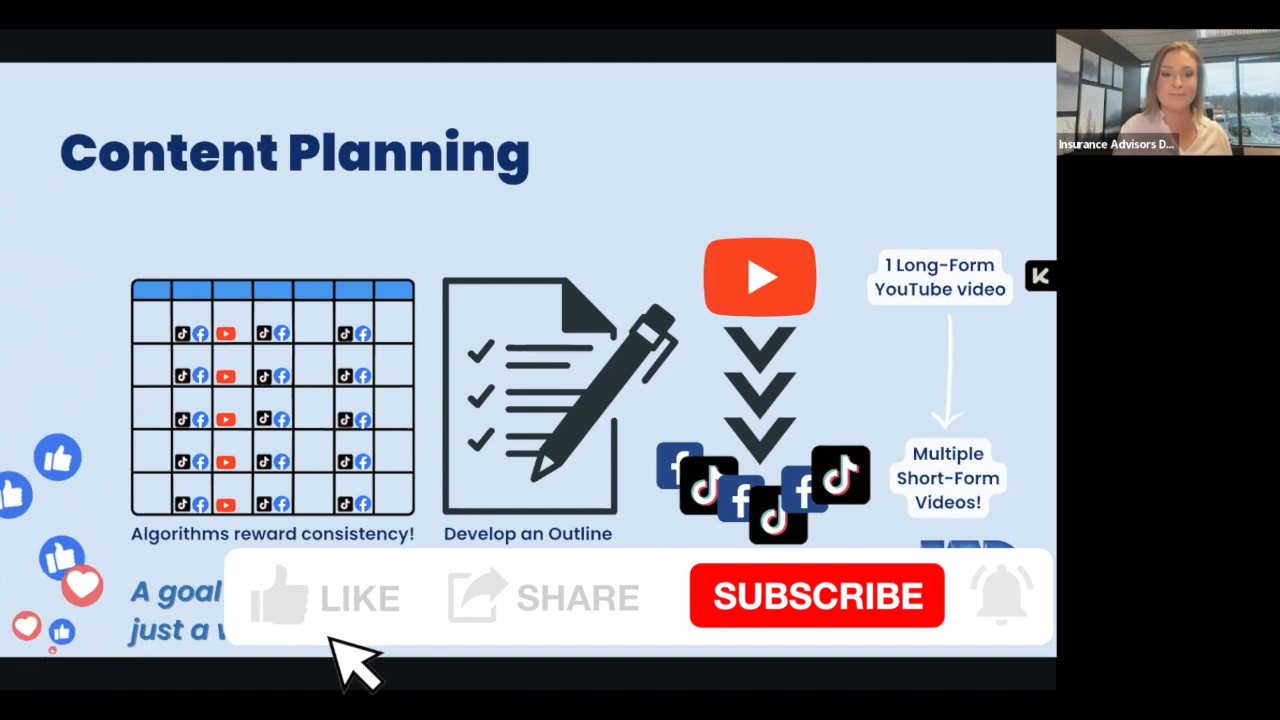 Content Planning
Insurance Advisors D...
1 Long-Form
YouTube video
K
Multiple
Short-Form
Videos!
Algorithms reward consistency!
Develop an Outline
A goal
just a
LIKE
SHARE
SUBSCRIBE